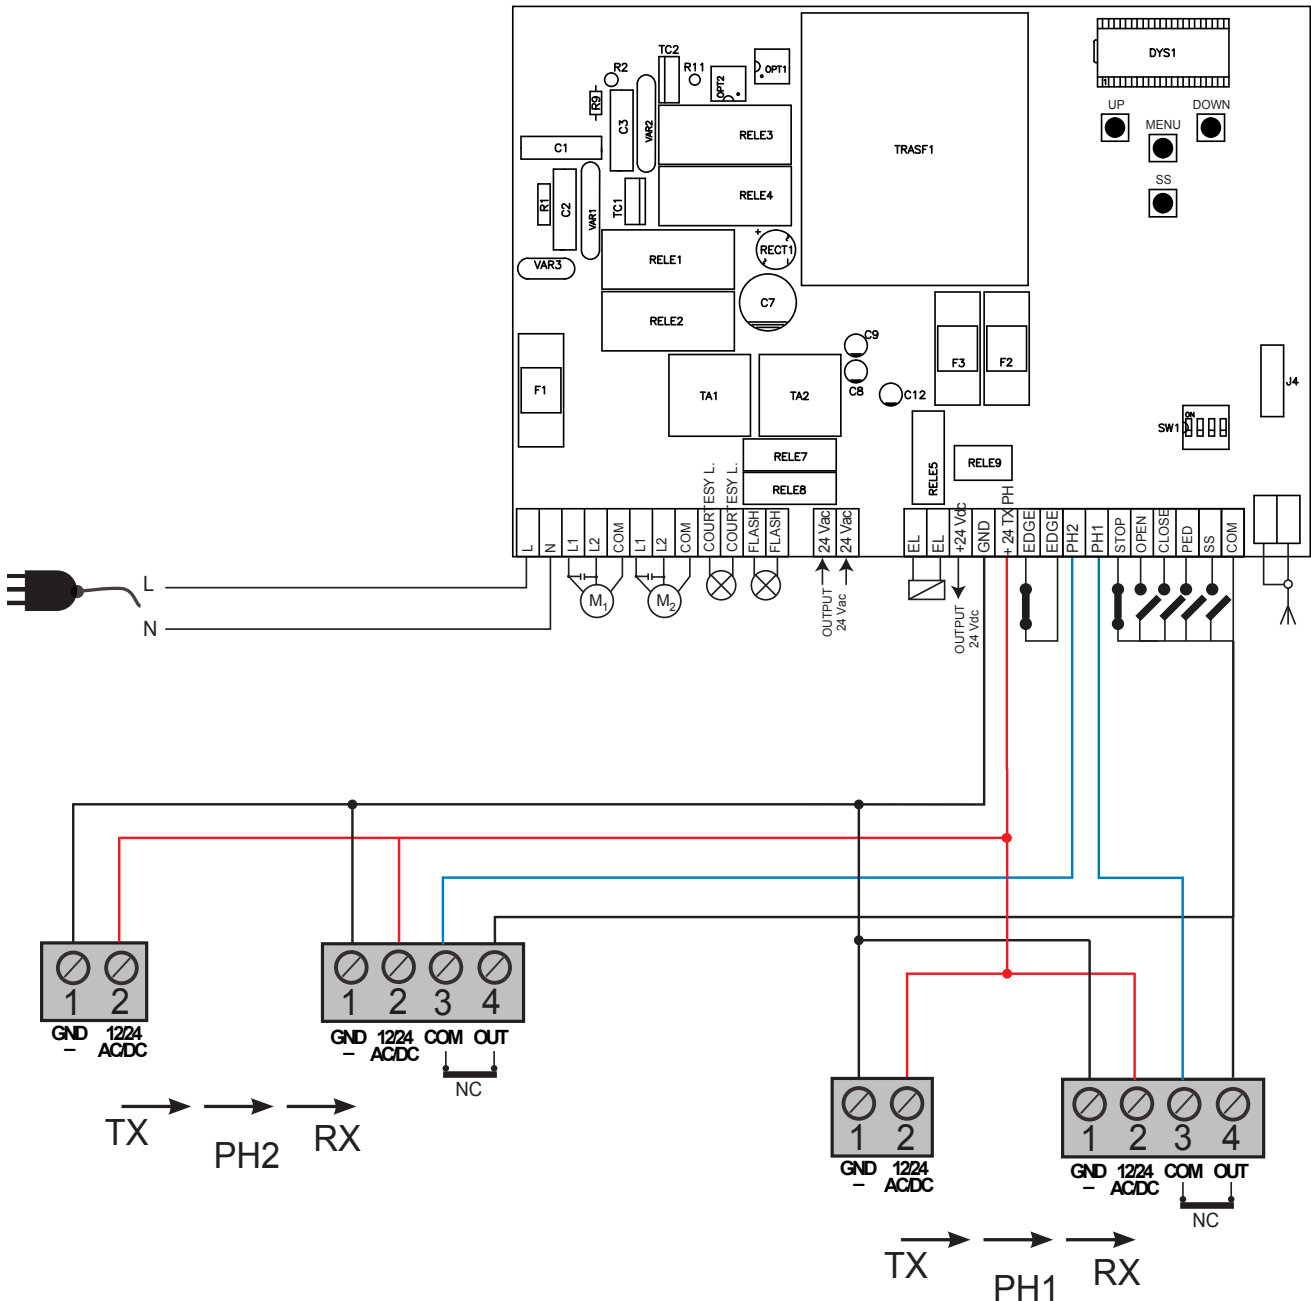 TC2
R2
R11
OPT1
OPT2
DYS1
1
R9
C3
VAR2
RELE3
UP
DOWN
MENU
C1
TRASF1
SS
RELE4
R1
C2
VAR1
TC1
+
RECT1
RELE1
VAR3
C7
RELE2
C9
F3
F2
F1
TA1
TA2
C8
C12
J4
ON
SW1
RELE7
RELE5
RELE9
RELE8
L
N
L1
L2
COM
L1
L2
COM
COURTESY L.
COURTESY L.
FLASH
FLASH
24 Vac
24 Vac
EL
EL
+24 Vdc
GND
+ 24 TX PH
EDGE
EDGE
PH2
PH1
STOP
OPEN
CLOSE
PED
SS
COM
L
N
M1
M2
OUTPUT
24 Vac
OUTPUT
24 Vdc
1 2
GND 12/24
– AC/DC
1 2 3 4
GND 12/24 COM OUT
– AC/DC
NC
TX PH2 RX
1 2
GND 12/24
– AC/DC
1 2 3 4
GND 12/24 COM OUT
– AC/DC
NC
TX PH1 RX